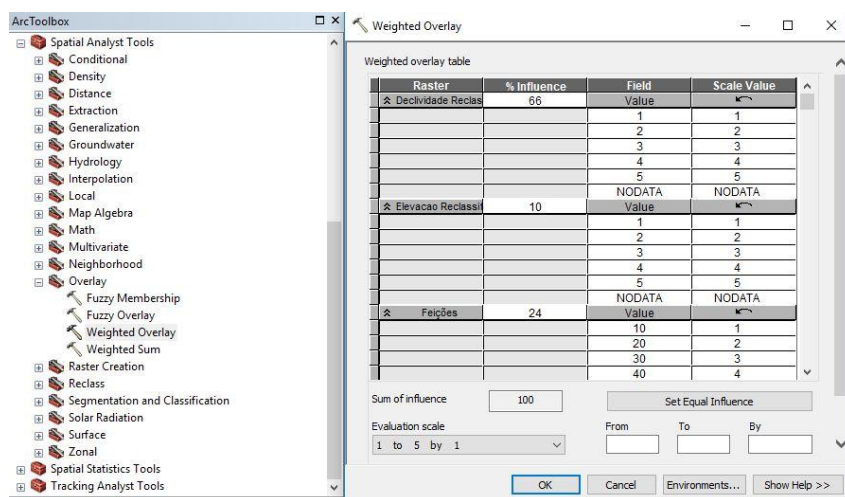 ArcToolbox
Spatial Analyst Tools
Conditional
Density
Distance
Extraction
Generalization
Groundwater
Hydrology
Interpolation
Local
Map Algebra
Math
Multivariate
Neighborhood
Overlay
Fuzzy Membership
Fuzzy Overlay
Weighted Overlay
Weighted Sum
Raster Creation
Reclass
Segmentation and Classification
Solar Radiation
Surface
Zonal
Spatial Statistics Tools
Tracking Analyst Tools
Weighted Overlay
Weighted overlay table
Raster % Influence Field Scale Value
Declividade Reclas 66 Value
1 1
2 2
3 3
4 4
5 5
NODATA NODATA
Elevacao Reclassif 10 Value
1 1
2 2
3 3
4 4
5 5
NODATA NODATA
Feições 24 Value
10 1
20 2
30 3
40 4
Sum of influence 100 Set Equal Influence
Evaluation scale From To By
1 to 5 by 1
OK Cancel Environments... Show Help >>